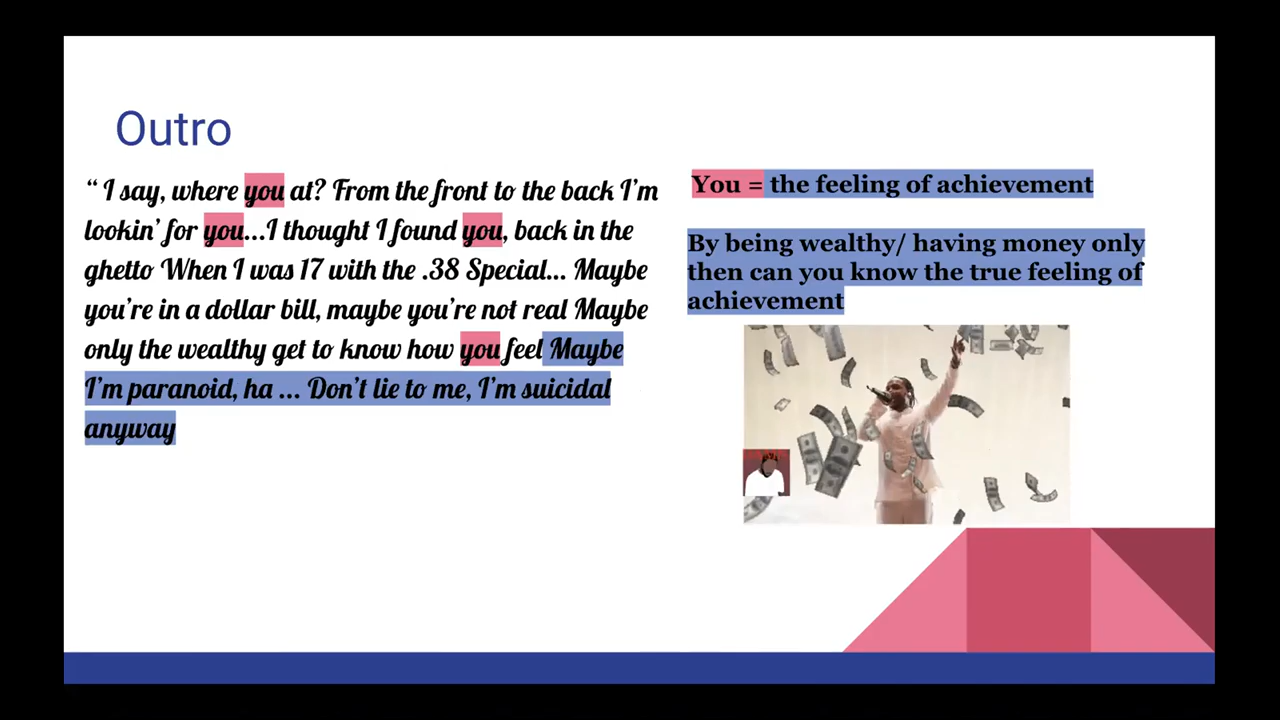 Outro
“ I say, where you at? From the front to the back I’m
lookin’ for you...I thought I found you, back in the
ghetto When I was 17 with the .38 Special... Maybe
you’re in a dollar bill, maybe you’re not real Maybe
only the wealthy get to know how you feel Maybe
I’m paranoid, ha ... Don’t lie to me, I’m suicidal
anyway
You = the feeling of achievement
By being wealthy/ having money only
then can you know the true feeling of
achievement